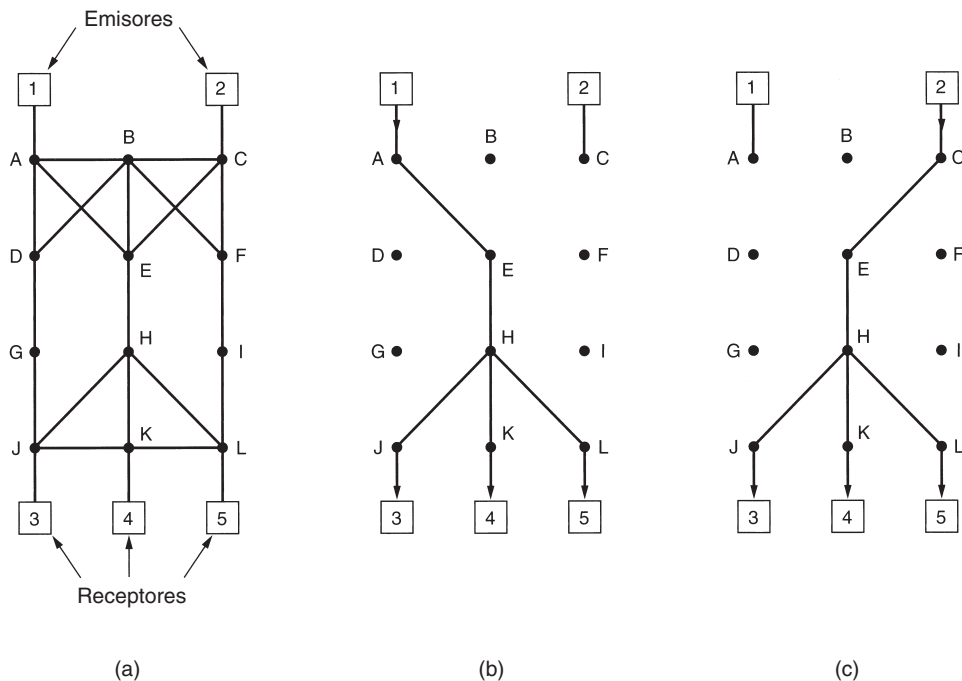 Emisores
1 2
A B C
D E F
G H I
J K L
3 4 5
Receptores
(a)
1 2
A B C
D E F
G H I
J K L
3 4 5
(b)
1 2
A B C
D E F
G H I
J K L
3 4 5
(c)